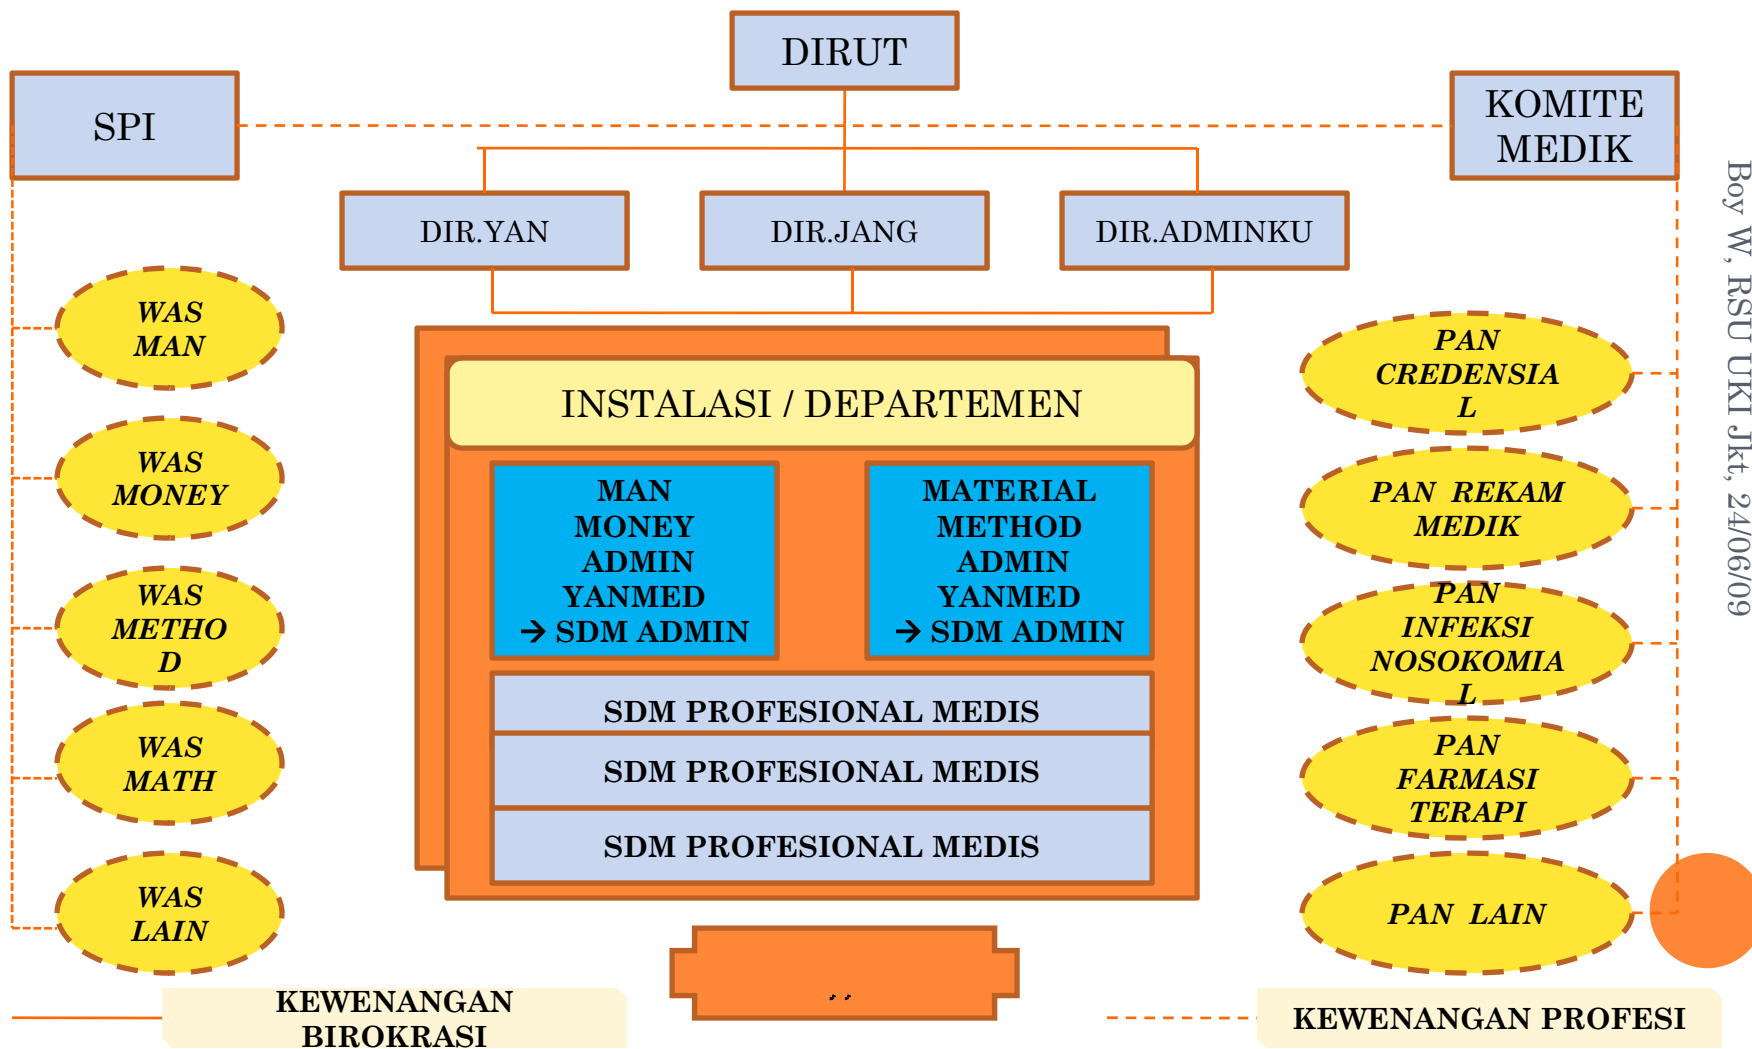 DIRUT
SPI
KOMITE
MEDIK
DIR.YAN
DIR.JANG
DIR.ADMINKU
WAS
MAN
WAS
MONEY
WAS
METHO
D
WAS
MATH
WAS
LAIN
INSTALASI / DEPARTEMEN
MAN
MONEY
ADMIN
YANMED
→ SDM ADMIN
MATERIAL
METHOD
ADMIN
YANMED
→ SDM ADMIN
SDM PROFESIONAL MEDIS
SDM PROFESIONAL MEDIS
SDM PROFESIONAL MEDIS
PAN
CREDENSIA
L
PAN REKAM
MEDIK
PAN
INFEKSI
NOSOKOMIA
L
PAN
FARMASI
TERAPI
PAN LAIN
, ,
KEWENANGAN
BIROKRASI
KEWENANGAN PROFESI
Boy W, RSU UKI Jkt, 24/06/09